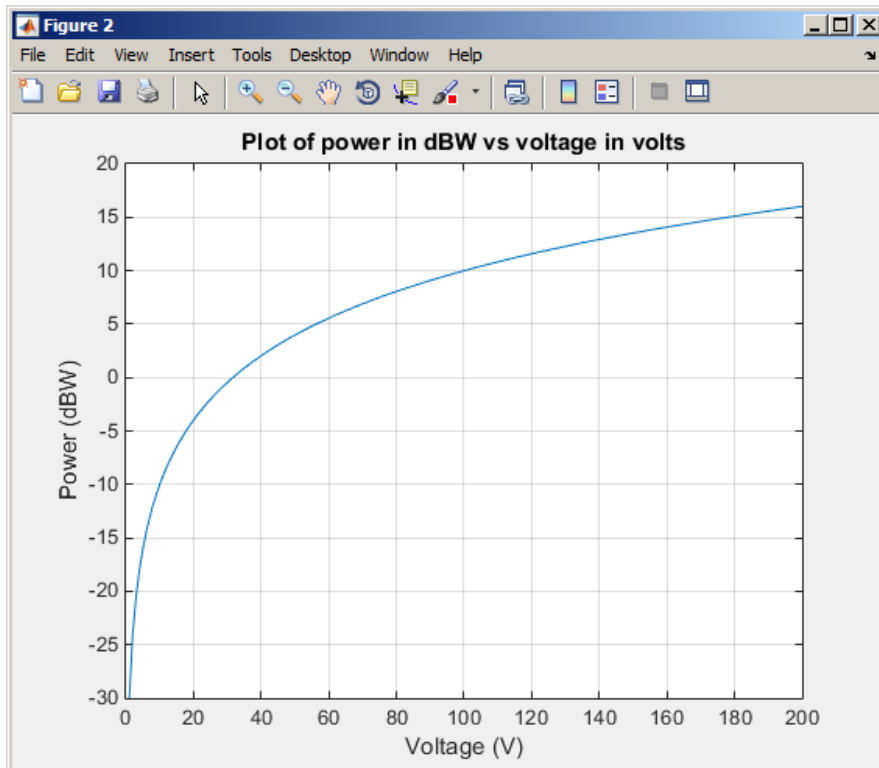 Figure 2
File Edit View Insert Tools Desktop Window Help
Plot of power in dBW vs voltage in volts
20
15
10
5
0
-5
-10
-15
-20
-25
-30
Power (dBW)
0 20 40 60 80 100 120 140 160 180 200
Voltage (V)